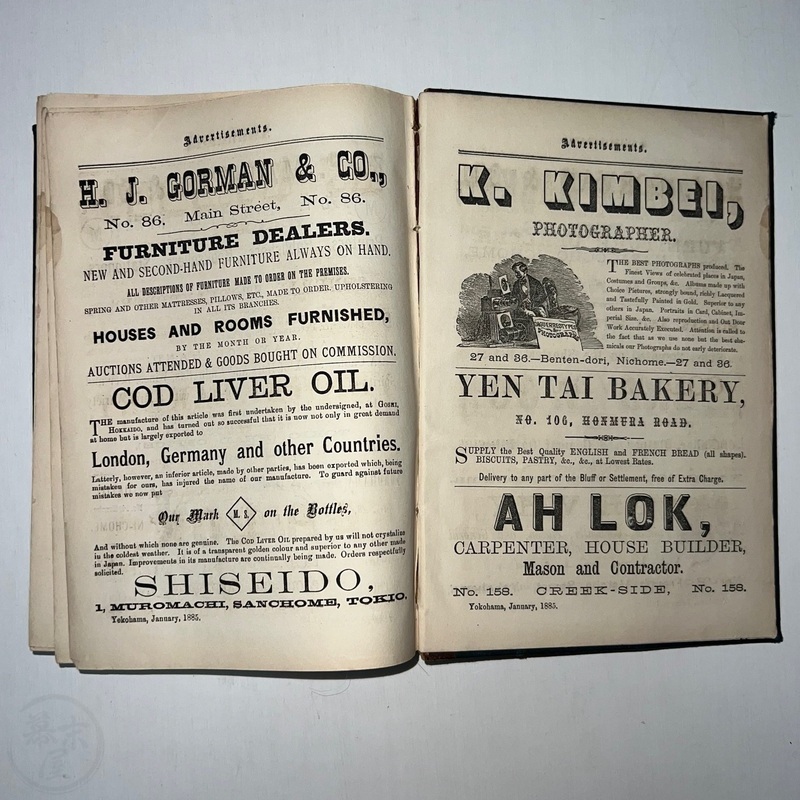 Advertisements.
H. J. GORMAN & CO.,
No. 86. Main Street, No. 86.
FURNITURE DEALERS.
NEW AND SECOND-HAND FURNITURE ALWAYS ON HAND.
ALL DESCRIPTIONS OF FURNITURE MADE TO ORDER ON THE PREMISES.
SPRING AND OTHER MATTRESSES, PILLOWS, ETC., MADE TO ORDER. UPHOLSTERING
IN ALL ITS BRANCHES.
HOUSES AND ROOMS FURNISHED,
BY THE MONTH OR YEAR.
AUCTIONS ATTENDED & GOODS BOUGHT ON COMMISSION.
COD LIVER OIL.
THE manufacture of this article was first undertaken by the undersigned, at
HOKKAIDO, and has turned out so successful that it is now not only in great demand
at home but is largely exported to
London, Germany and other Countries.
Latterly, however, an inferior article, made by other parties, has been exported which, being
mistaken for ours, has injured the name of our manufacture. To guard against future
mistakes we now put
Our Mark M. S. on the Bottles,
And without which none are genuine. The COD LIVER OIL prepared by us will not crystalise
in the coldest weather. It is of a transparent golden colour and superior to any other made
in Japan. Improvements in its manufacture are continually being made. Orders respectfully
solicited.
SHISEIDO,
1, MUROMACHI, SANCHOME, TOKIO.
Yokohama, January, 1885.
Advertisements.
K. KIMBEI,
PHOTOGRAPHER.
THE BEST PHOTOGRAPHS produced. The
Finest Views of celebrated places in Japan,
Costumes and Groups, &c. Albums made up with
Choice Pictures, strongly bound, richly Lacquered
and Tastefully Painted in Gold. Superior to any
others in Japan. Portraits in Card, Cabinet, Im-
perial Size, &c. Also reproduction and Out Door
Work Accurately Executed. Attention is called to
the fact that as we use none but the best che-
micals our Photographs do not early deteriorate.
DAGUERREOTYPE
PHOTOGRAPH
27 and 36.—Benten-dori, Nichome.—27 and 36.
YEN TAI BAKERY,
NO. 106, HONMURA ROAD.
SUPPLY the Best Quality ENGLISH and FRENCH BREAD (all shapes).
BISCUITS, PASTRY, &c., &c., at Lowest Rates.
Delivery to any part of the Bluff or Settlement, free of Extra Charge.
AH LOK,
CARPENTER, HOUSE BUILDER,
Mason and Contractor.
No. 158. CREEK-SIDE, No. 158.
Yokohama, January, 1885.